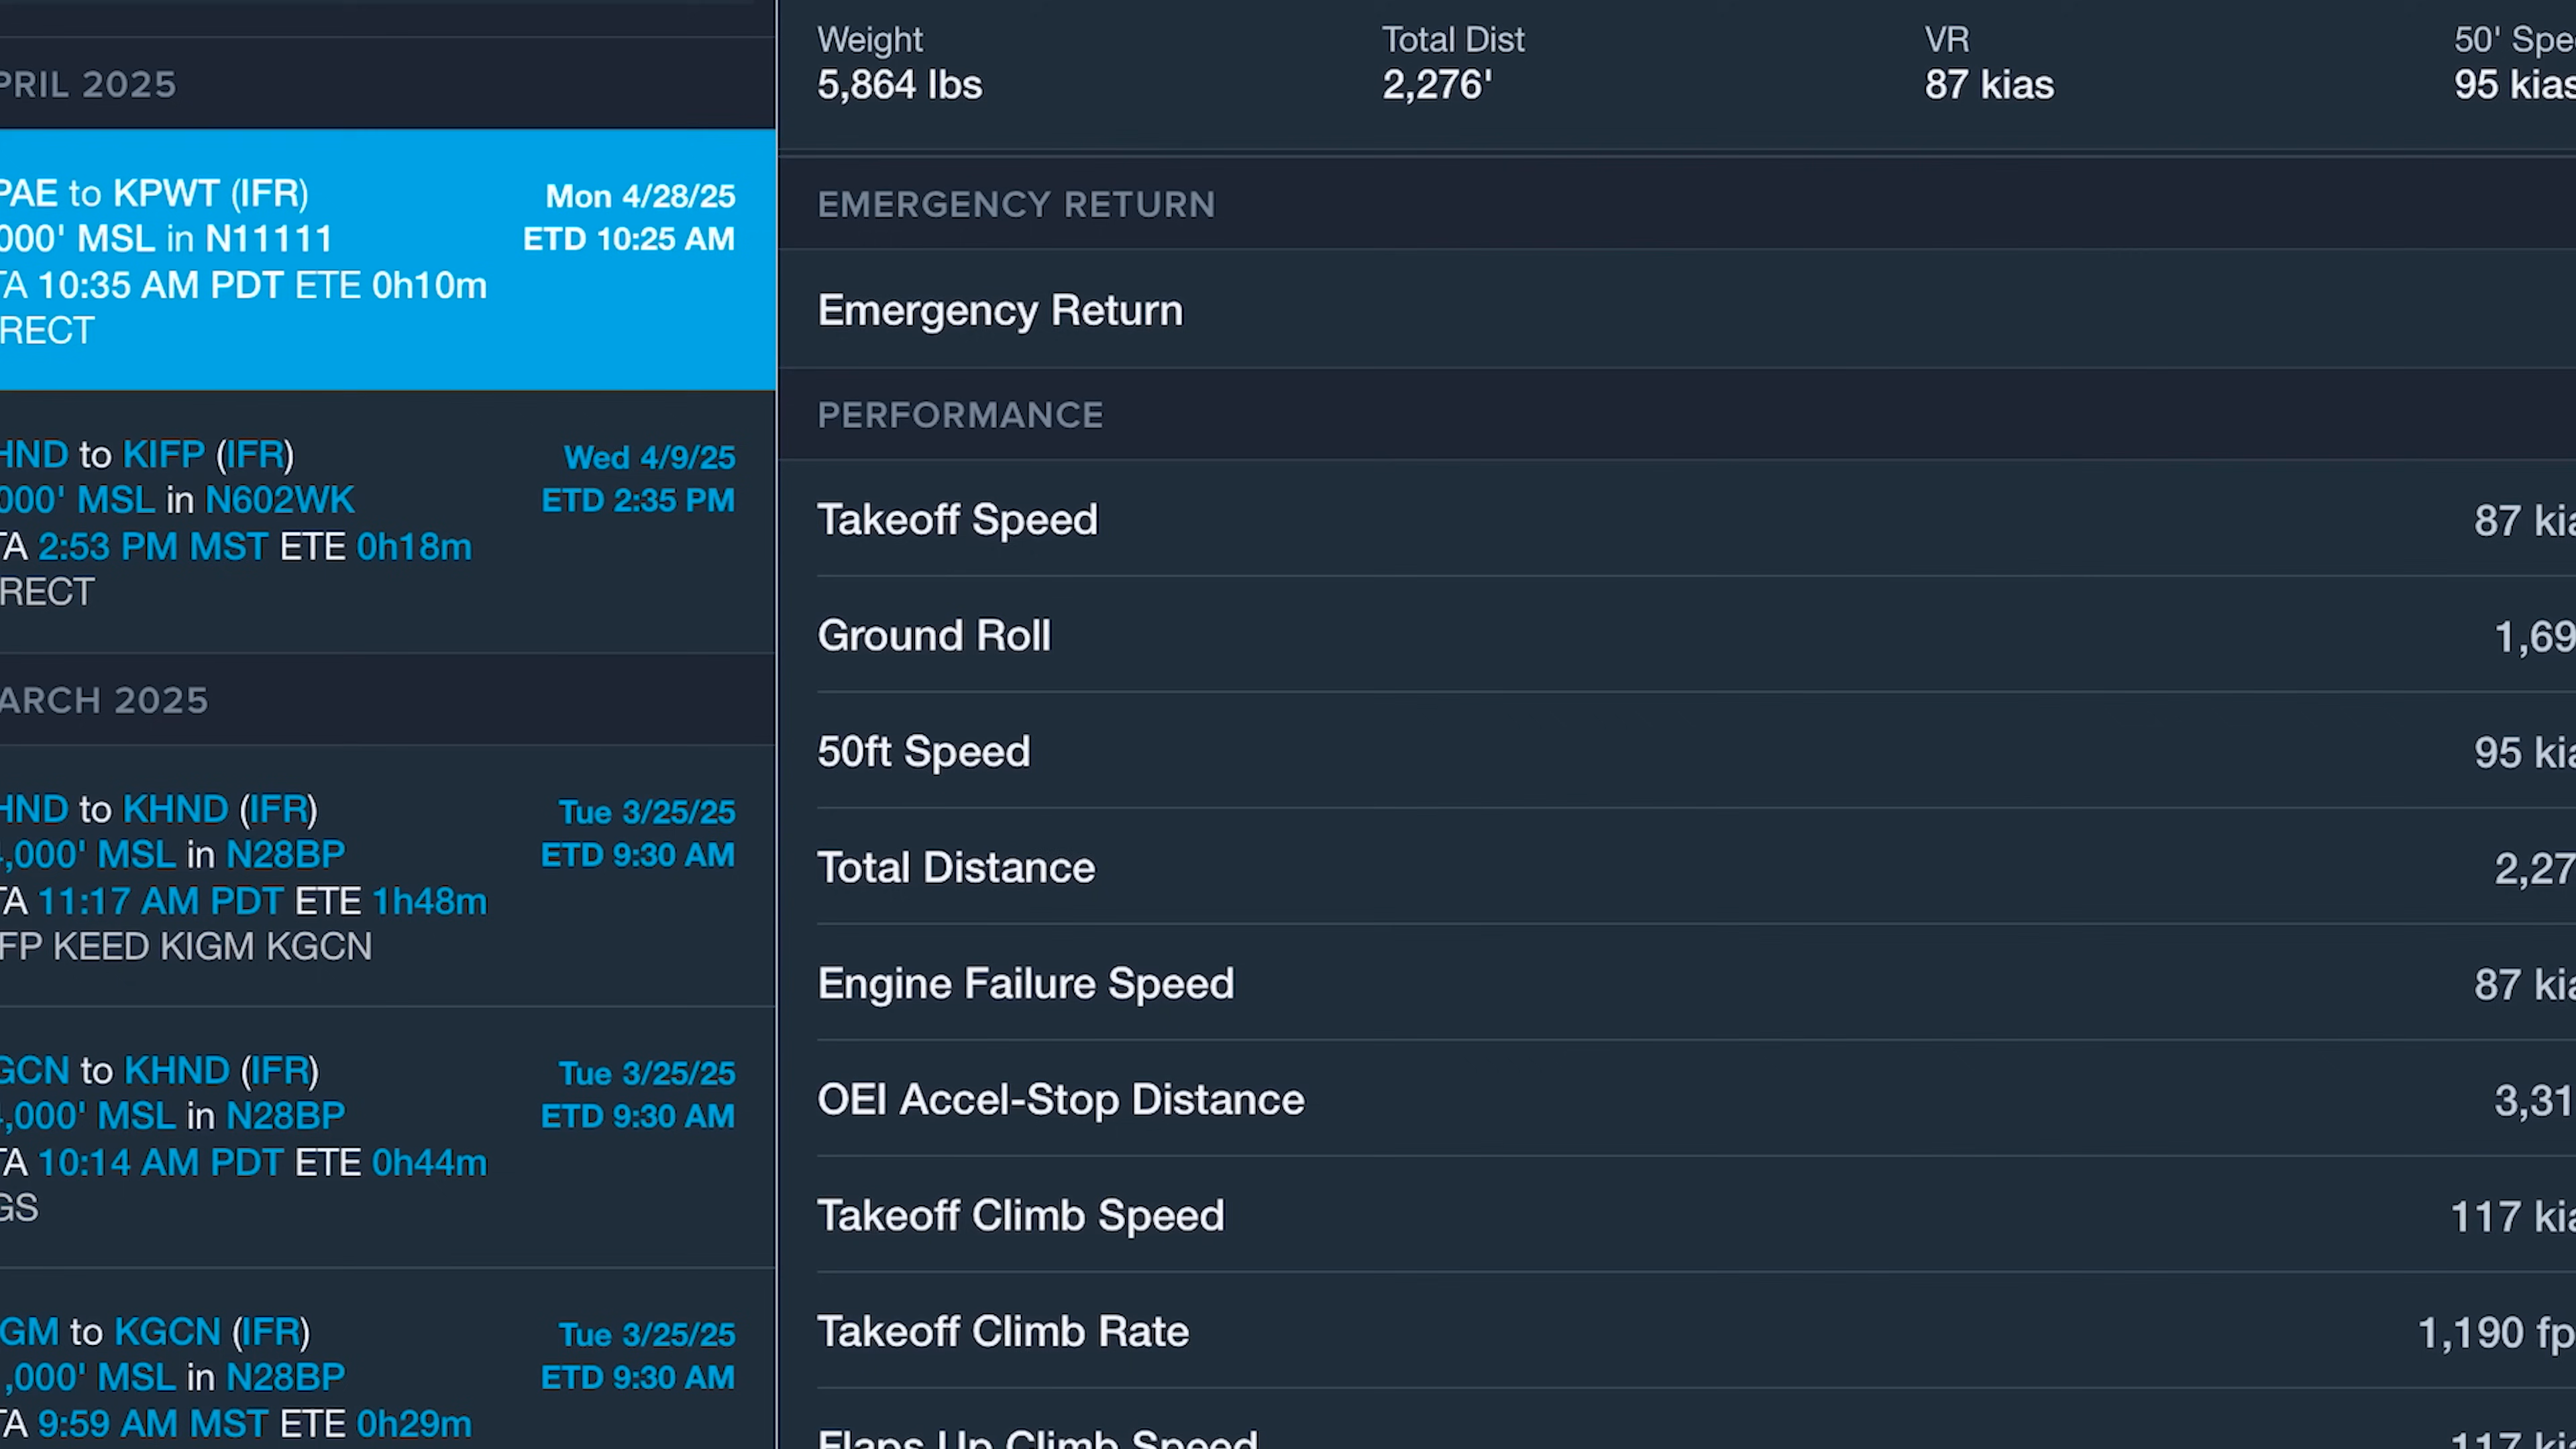 PRIL 2025
PAE to KPWT (IFR)
Mon 4/28/25
000' MSL in N11111
ETD 10:25 AM
TA 10:35 AM PDT ETE 0h10m
RECT
HND to KIFP (IFR)
Wed 4/9/25
000' MSL in N602WK
ETD 2:35 PM
TA 2:53 PM MST ETE 0h18m
RECT
ARCH 2025
HND to KHND (IFR)
Tue 3/25/25
,000' MSL in N28BP
ETD 9:30 AM
TA 11:17 AM PDT ETE 1h48m
FP KEED KIGM KGCN
GCN to KHND (IFR)
Tue 3/25/25
,000' MSL in N28BP
ETD 9:30 AM
TA 10:14 AM PDT ETE 0h44m
GS
GM to KGCN (IFR)
Tue 3/25/25
,000' MSL in N28BP
ETD 9:30 AM
TA 9:59 AM MST ETE 0h29m
Weight
5,864 lbs
Total Dist
2,276'
VR
87 kias
50' Spe
95 kias
EMERGENCY RETURN
Emergency Return
PERFORMANCE
Takeoff Speed
87 kia
Ground Roll
1,69
50ft Speed
95 kia
Total Distance
2,27
Engine Failure Speed
87 kia
OEI Accel-Stop Distance
3,31
Takeoff Climb Speed
117 kia
Takeoff Climb Rate
1,190 fp
Flaps Up Climb Speed
117 kia